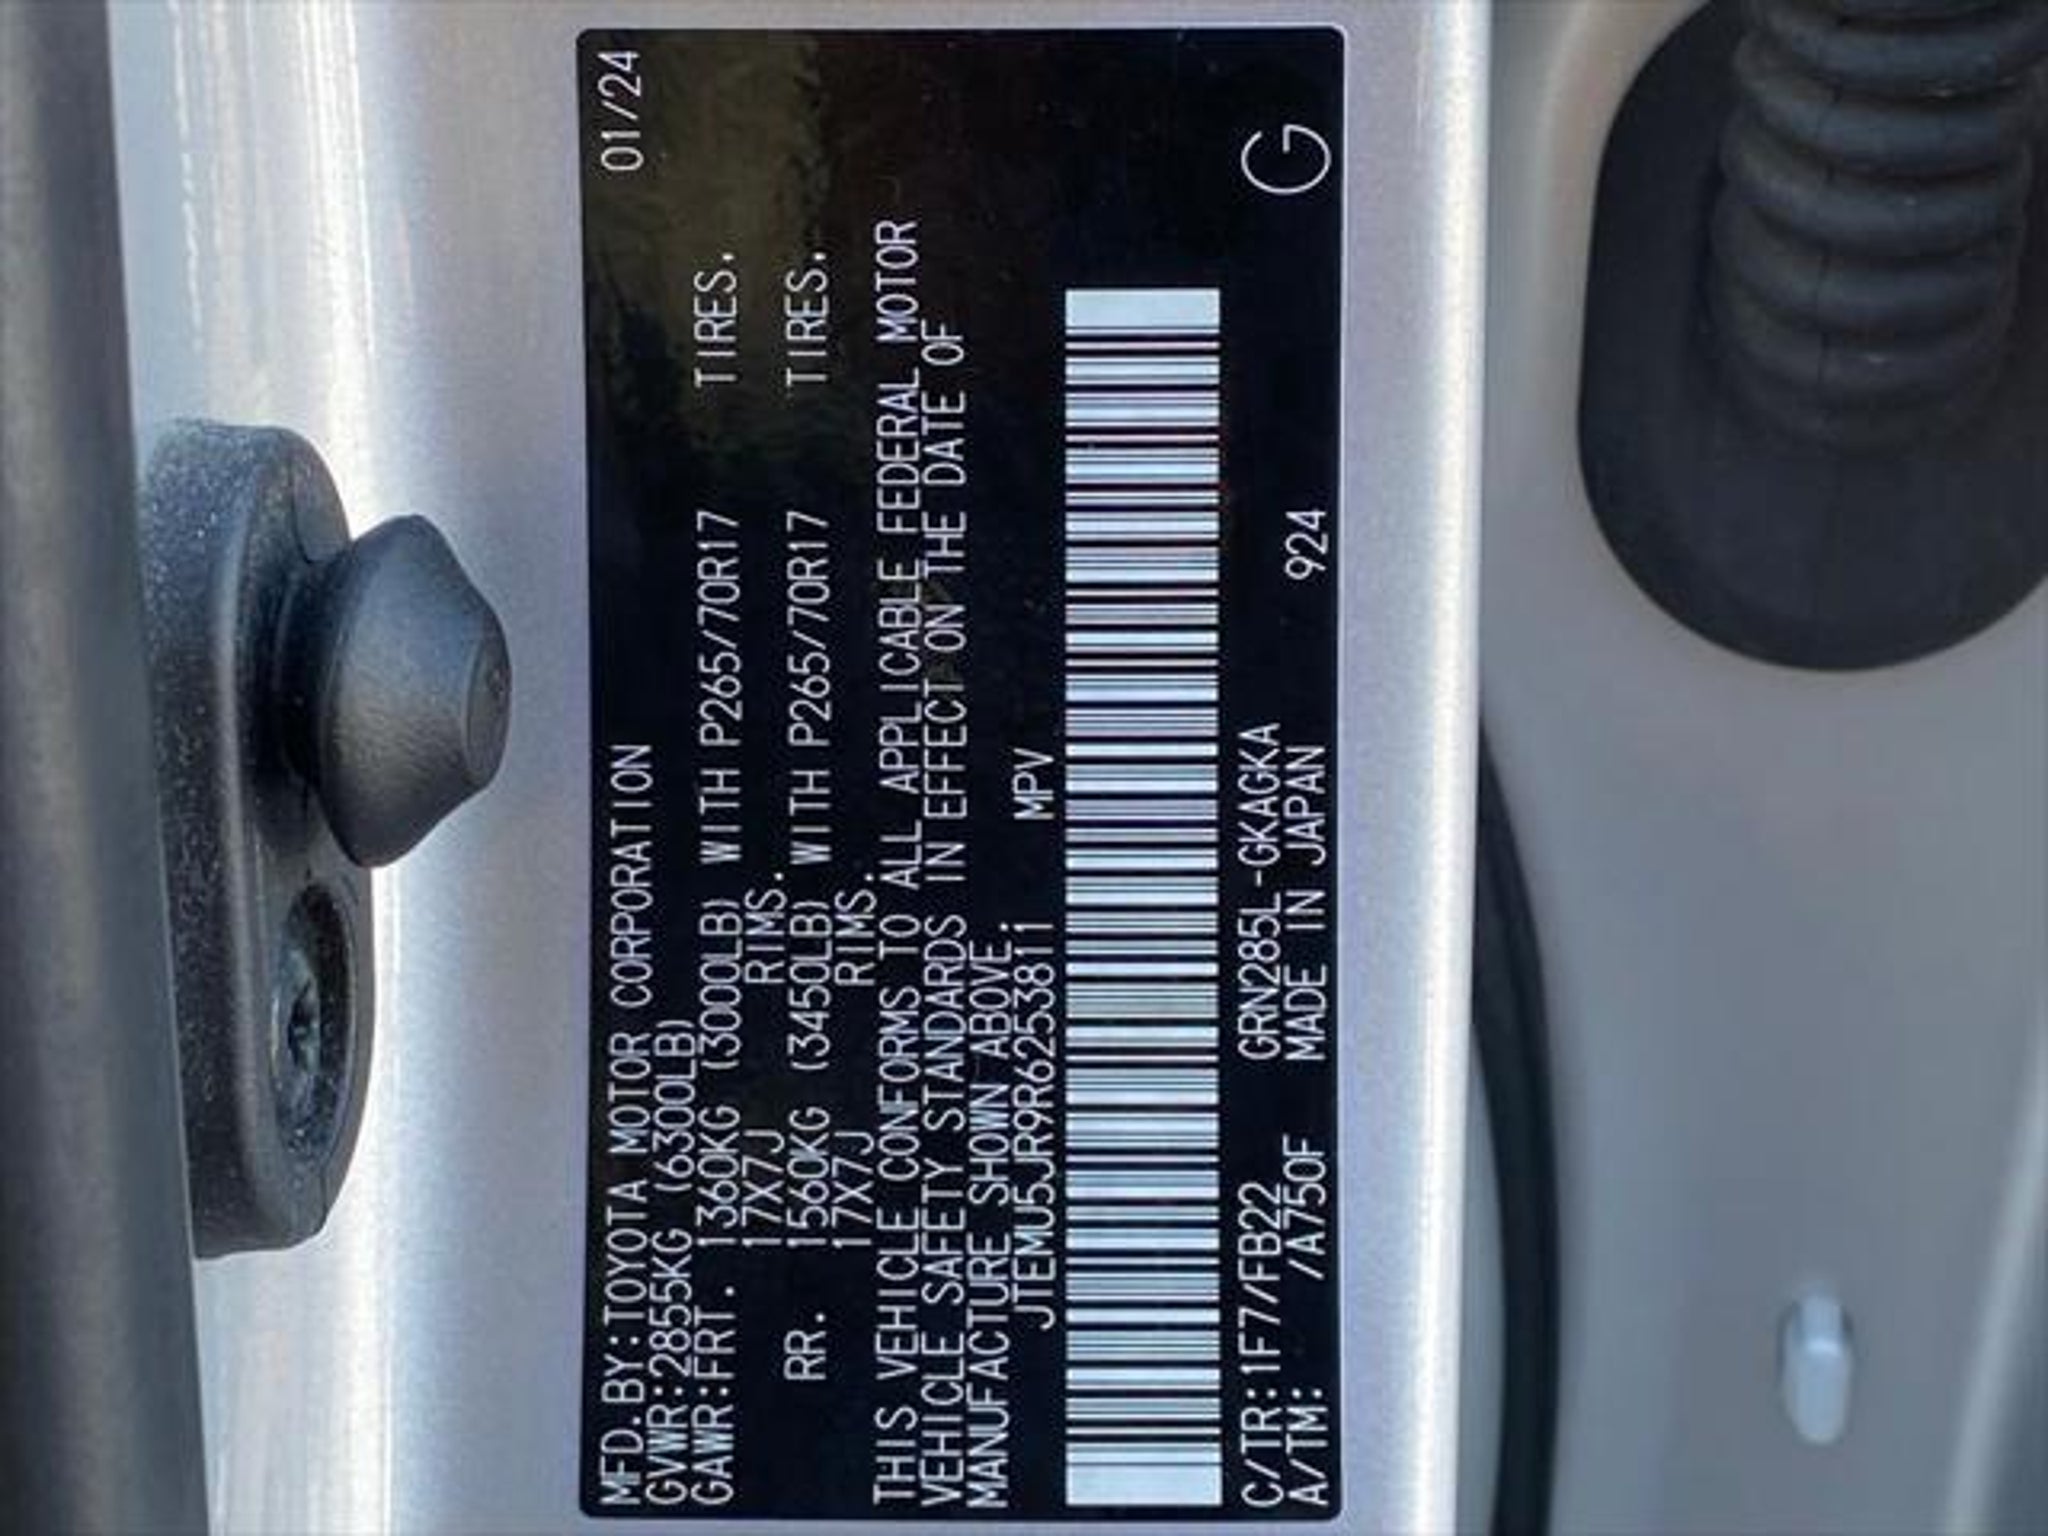 MFD.BY:TOYOTA MOTOR CORPORATION 01/24
GVWR:2855KG (6300LB)
GAWR:FRT. 1360KG (3000LB) WITH P265/70R17 TIRES.
17X7J RIMS.
RR. 1560KG (3450LB) WITH P265/70R17 TIRES.
17X7J RIMS.
THIS VEHICLE CONFORMS TO ALL APPLICABLE FEDERAL MOTOR
VEHICLE SAFETY STANDARDS IN EFFECT ON THE DATE OF
MANUFACTURE SHOWN ABOVE.
JTEMU5JR9R6253811 MPV
C/TR:1F7/FB22 GRN285L-GKAGKA
A/TM: /A750F MADE IN JAPAN 924
G